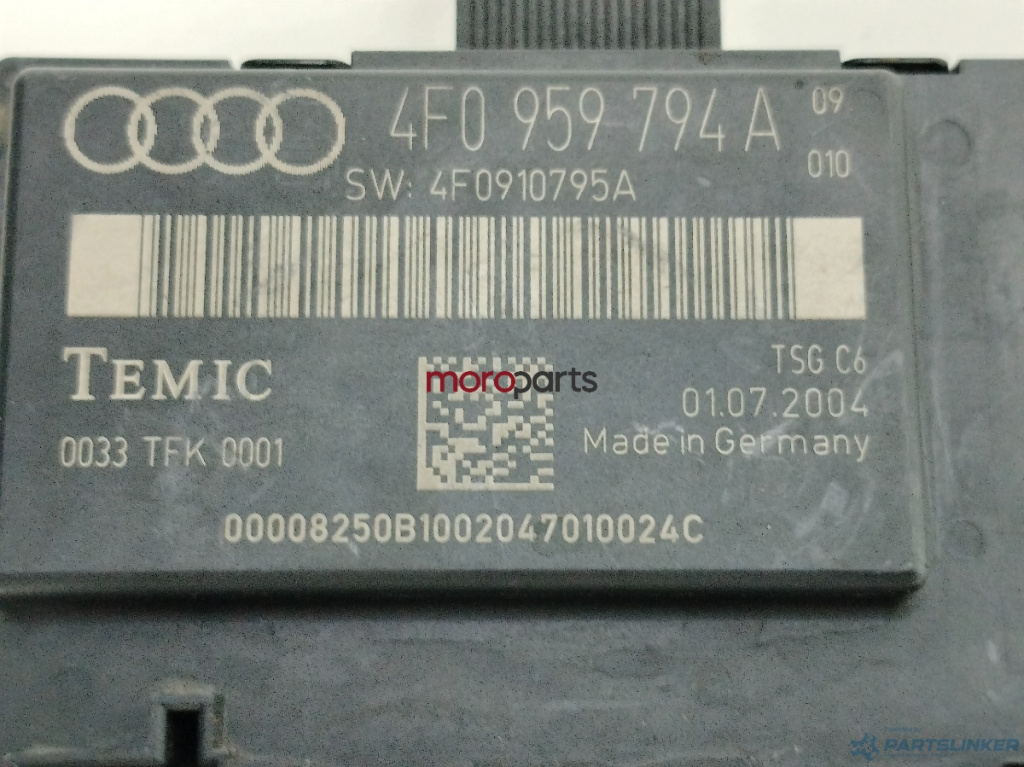 4F0 959 794 A 09
010
SW: 4F0910795A
TEMIC
TSG C6
moroparts
01.07.2004
0033 TFK 0001
Made in Germany
00008250B1002047010024C
PARTSLINKER